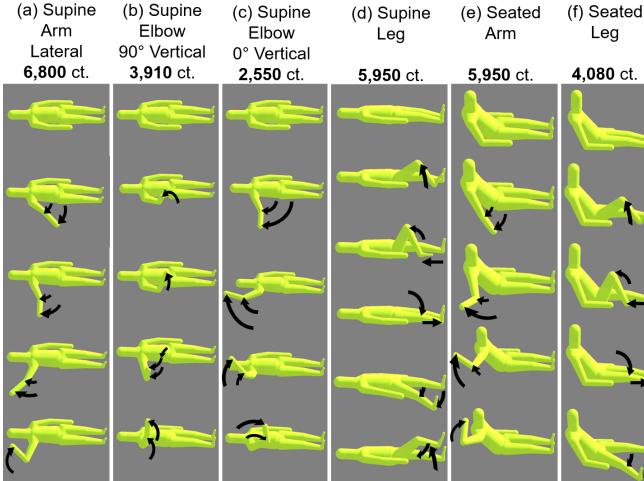 (a) Supine
Arm
Lateral
6,800 ct.
(b) Supine
Elbow
90° Vertical
3,910 ct.
(c) Supine
Elbow
0° Vertical
2,550 ct.
(d) Supine
Leg
5,950 ct.
(e) Seated
Arm
5,950 ct.
(f) Seated
Leg
4,080 ct.